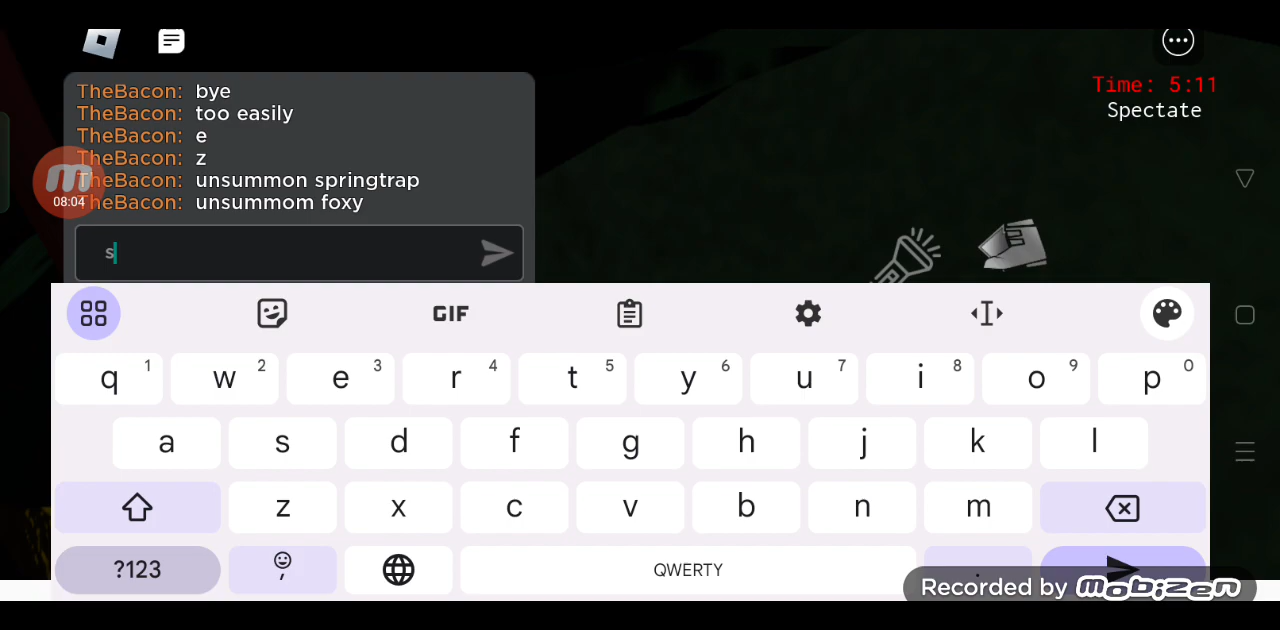 Time: 5:11
Spectate
TheBacon: bye
TheBacon: too easily
TheBacon: e
TheBacon: z
TheBacon: unsummon springtrap
TheBacon: unsummom foxy
08:04
s
GIF
q 1 w 2 e 3 r 4 t 5 y 6 u 7 i 8 o 9 p 0
a s d f g h j k l
z x c v b n m
?123 , QWERTY .
Recorded by mobizen